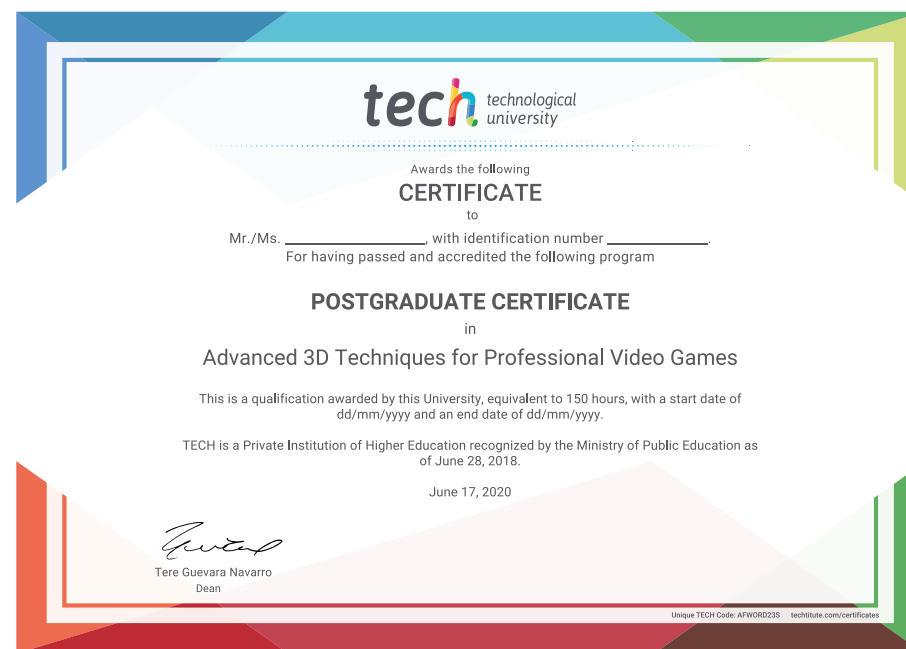 tech technological
university
Awards the following
CERTIFICATE
to
Mr./Ms. ____________________, with identification number ______________.
For having passed and accredited the following program
POSTGRADUATE CERTIFICATE
in
Advanced 3D Techniques for Professional Video Games
This is a qualification awarded by this University, equivalent to 150 hours, with a start date of
dd/mm/yyyy and an end date of dd/mm/yyyy.
TECH is a Private Institution of Higher Education recognized by the Ministry of Public Education as
of June 28, 2018.
June 17, 2020
Tere Guevara Navarro
Dean
Unique TECH Code: AFWORD23S techtitute.com/certificates